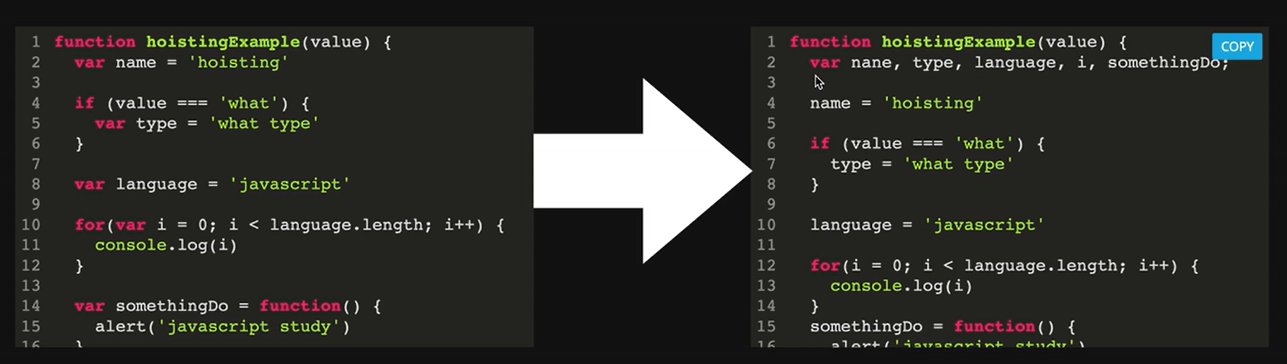 1 function hoistingExample(value) {
2 var name = 'hoisting'
3
4 if (value === 'what') {
5 var type = 'what type'
6 }
7
8 var language = 'javascript'
9
10 for(var i = 0; i < language.length; i++) {
11 console.log(i)
12 }
13
14 var somethingDo = function() {
15 alert('javascript study')
16 }
1 function hoistingExample(value) {
COPY
2 var nane, type, language, i, somethingDo;
3
4 name = 'hoisting'
5
6 if (value === 'what') {
7 type = 'what type'
8 }
9
10 language = 'javascript'
11
12 for(i = 0; i < language.length; i++) {
13 console.log(i)
14 }
15 somethingDo = function() {
16 alert('javascript study')